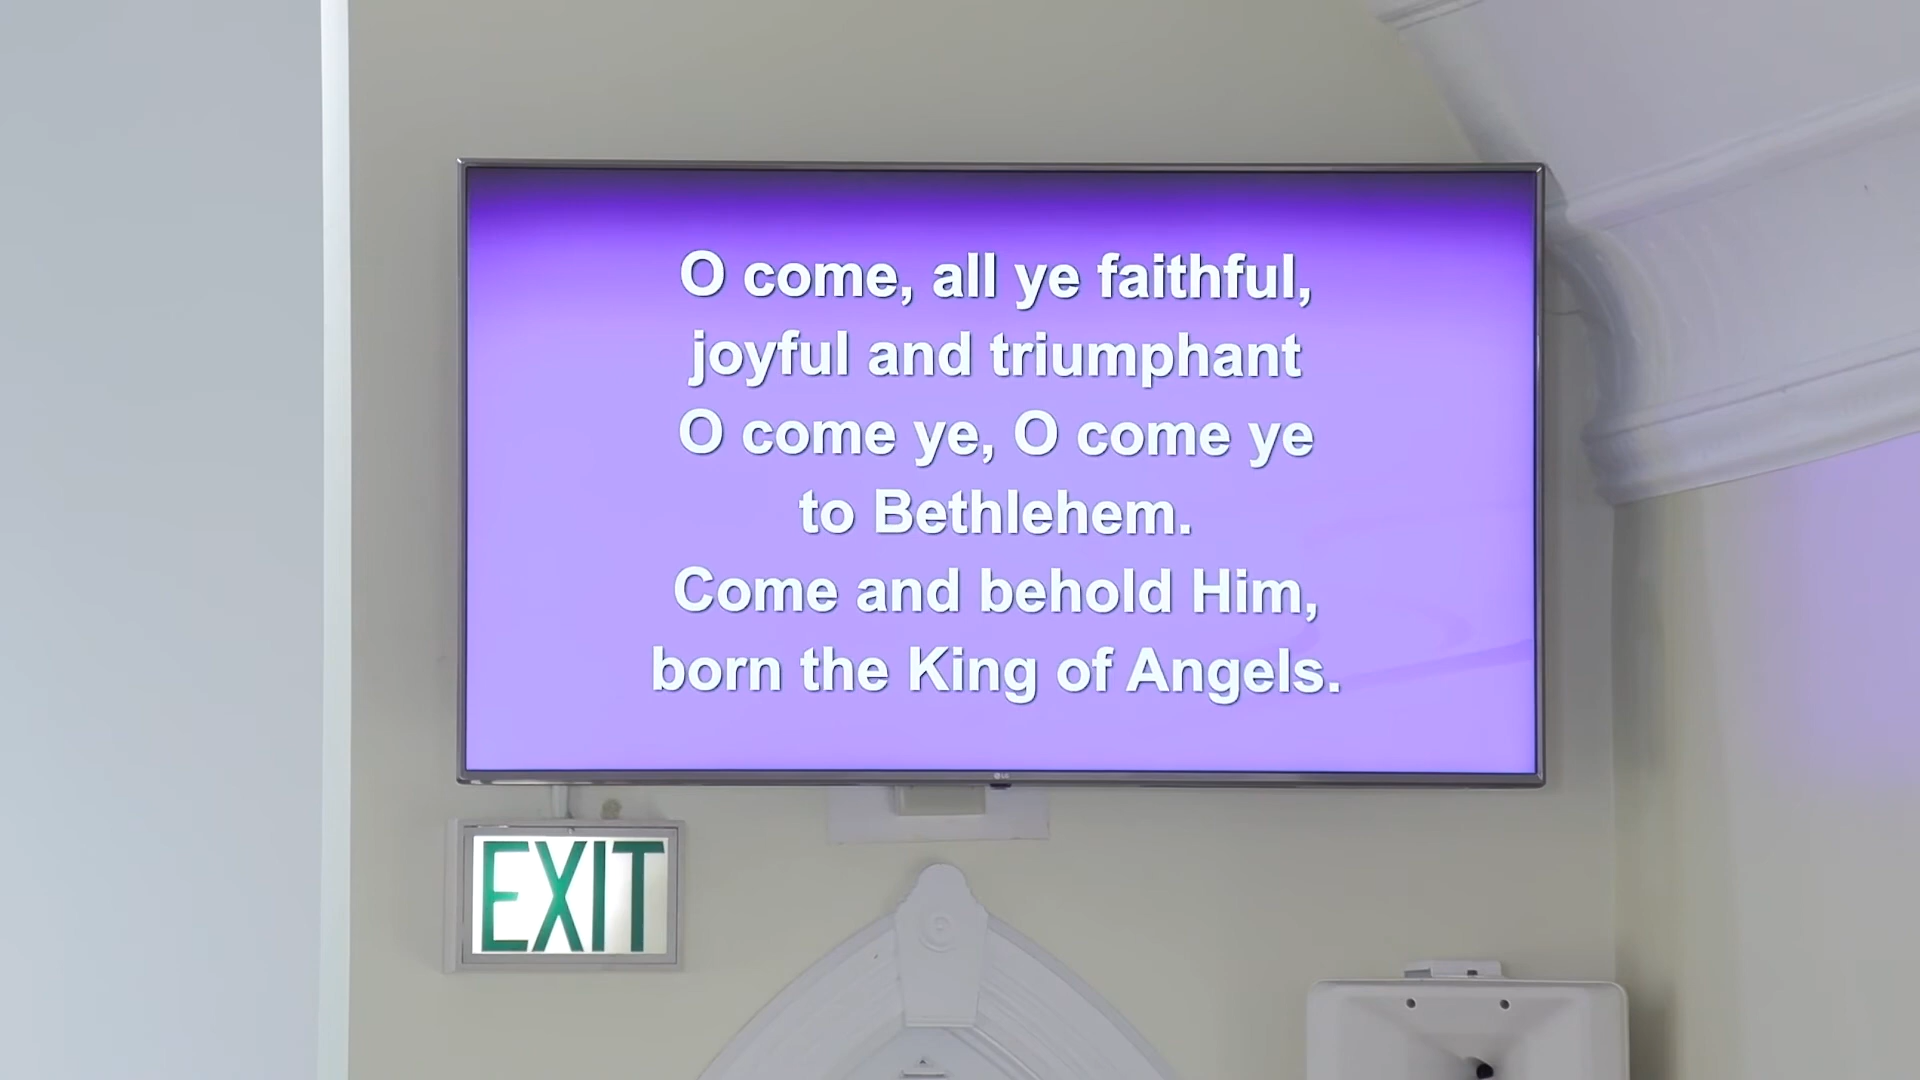 O come, all ye faithful,
joyful and triumphant
O come ye, O come ye
to Bethlehem.
Come and behold Him,
born the King of Angels.
LG
EXIT